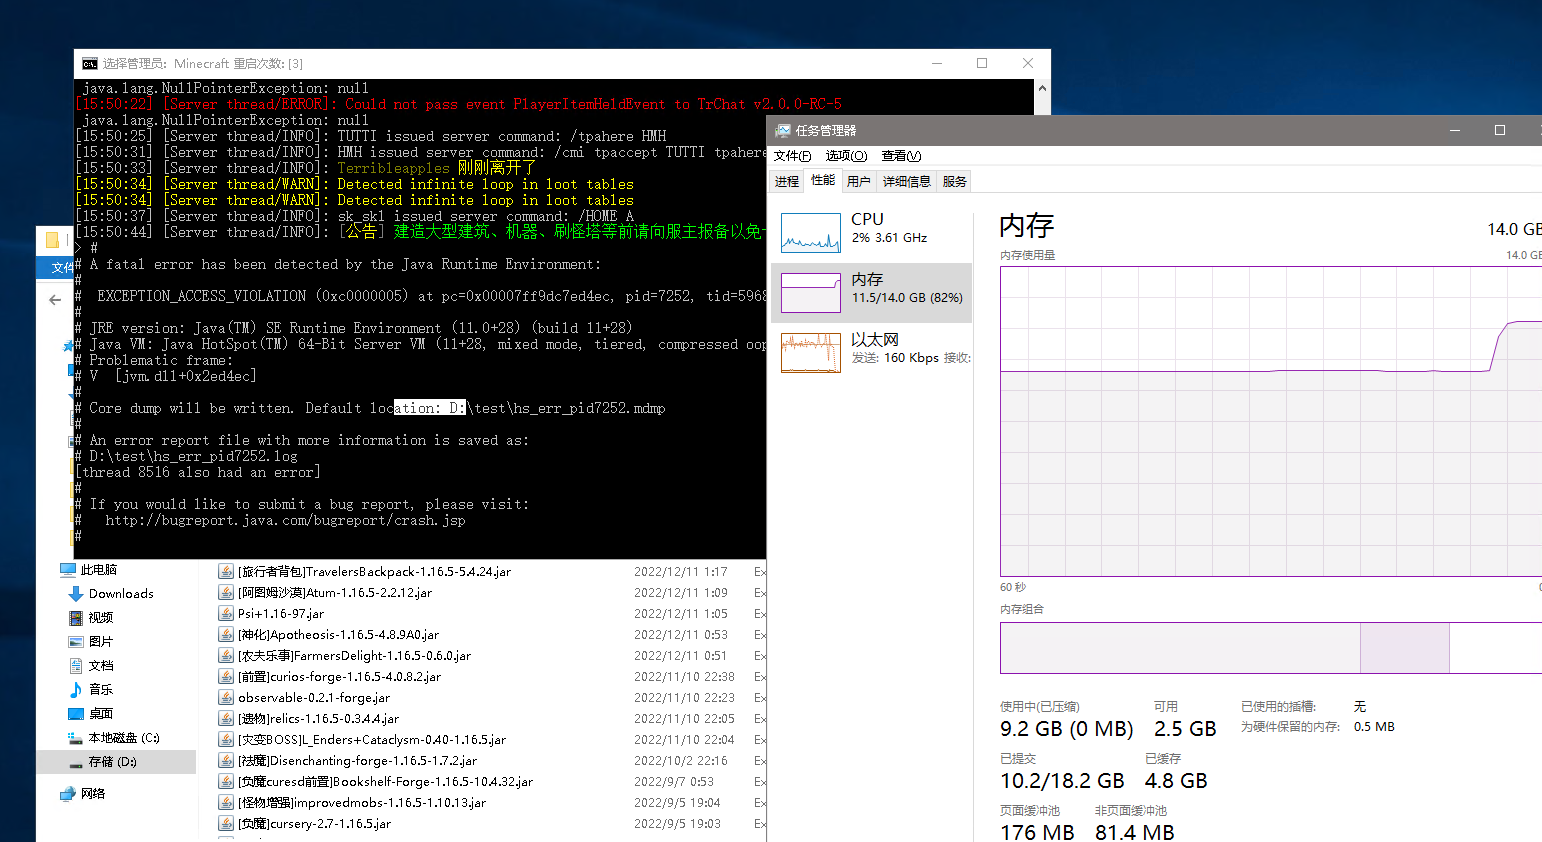 选择管理员: Minecraft 重启次数: [3]
java.lang.NullPointerException: null
[15:50:22] [Server thread/ERROR]: Could not pass event PlayerItemHeldEvent to TrChat v2.0.0-RC-5
java.lang.NullPointerException: null
[15:50:25] [Server thread/INFO]: TUTTI issued server command: /tpahere HMH
[15:50:31] [Server thread/INFO]: HMH issued server command: /cmi tpaccept TUTTI tpahere
[15:50:33] [Server thread/INFO]: Terribleapples 刚刚离开了
[15:50:34] [Server thread/WARN]: Detected infinite loop in loot tables
[15:50:34] [Server thread/WARN]: Detected infinite loop in loot tables
[15:50:37] [Server thread/INFO]: sk_sk1 issued server command: /HOME A
[15:50:44] [Server thread/INFO]: [公告] 建造大型建筑、机器、刷怪塔等前请向服主报备以免
> #
# A fatal error has been detected by the Java Runtime Environment:
#
#  EXCEPTION_ACCESS_VIOLATION (0xc0000005) at pc=0x00007ff9dc7ed4ec, pid=7252, tid=5968
#
# JRE version: Java(TM) SE Runtime Environment (11.0+28) (build 11+28)
# Java VM: Java HotSpot(TM) 64-Bit Server VM (11+28, mixed mode, tiered, compressed oop
# Problematic frame:
# V  [jvm.dll+0x2ed4ec]
#
# Core dump will be written. Default location: D:\test\hs_err_pid7252.mdmp
#
# An error report file with more information is saved as:
# D:\test\hs_err_pid7252.log
[thread 8516 also had an error]
#
# If you would like to submit a bug report, please visit:
#   http://bugreport.java.com/bugreport/crash.jsp
#
文件
此电脑
Downloads
视频
图片
文档
音乐
桌面
本地磁盘 (C:)
存储 (D:)
网络
[旅行者背包]TravelersBackpack-1.16.5-5.4.24.jar 2022/12/11 1:17 Ex
[阿图姆沙漠]Atum-1.16.5-2.2.12.jar 2022/12/11 1:09 Ex
Psi+1.16-97.jar 2022/12/11 1:05 Ex
[神化]Apotheosis-1.16.5-4.8.9A0.jar 2022/12/11 0:53 Ex
[农夫乐事]FarmersDelight-1.16.5-0.6.0.jar 2022/12/11 0:51 Ex
[前置]curios-forge-1.16.5-4.0.8.2.jar 2022/11/10 22:38 Ex
observable-0.2.1-forge.jar 2022/11/10 22:23 Ex
[遗物]relics-1.16.5-0.3.4.4.jar 2022/11/10 22:05 Ex
[灾变BOSS]L_Enders+Cataclysm-0.40-1.16.5.jar 2022/11/10 22:04 Ex
[祛魔]Disenchanting-forge-1.16.5-1.7.2.jar 2022/10/2 22:16 Ex
[负魔curesd前置]Bookshelf-Forge-1.16.5-10.4.32.jar 2022/9/7 0:53 Ex
[怪物增强]improvedmobs-1.16.5-1.10.13.jar 2022/9/5 19:04 Ex
[负魔]cursery-2.7-1.16.5.jar 2022/9/5 19:03 Ex
任务管理器
文件(F) 选项(O) 查看(V)
进程 性能 用户 详细信息 服务
CPU
2% 3.61 GHz
内存
11.5/14.0 GB (82%)
以太网
发送: 160 Kbps 接收:
内存 14.0 GB
内存使用量 14.0 GB
60 秒 0
内存组合
使用中(已压缩) 可用 已使用的插槽: 无
9.2 GB (0 MB) 2.5 GB 为硬件保留的内存: 0.5 MB
已提交 已缓存
10.2/18.2 GB 4.8 GB
页面缓冲池 非页面缓冲池
176 MB 81.4 MB